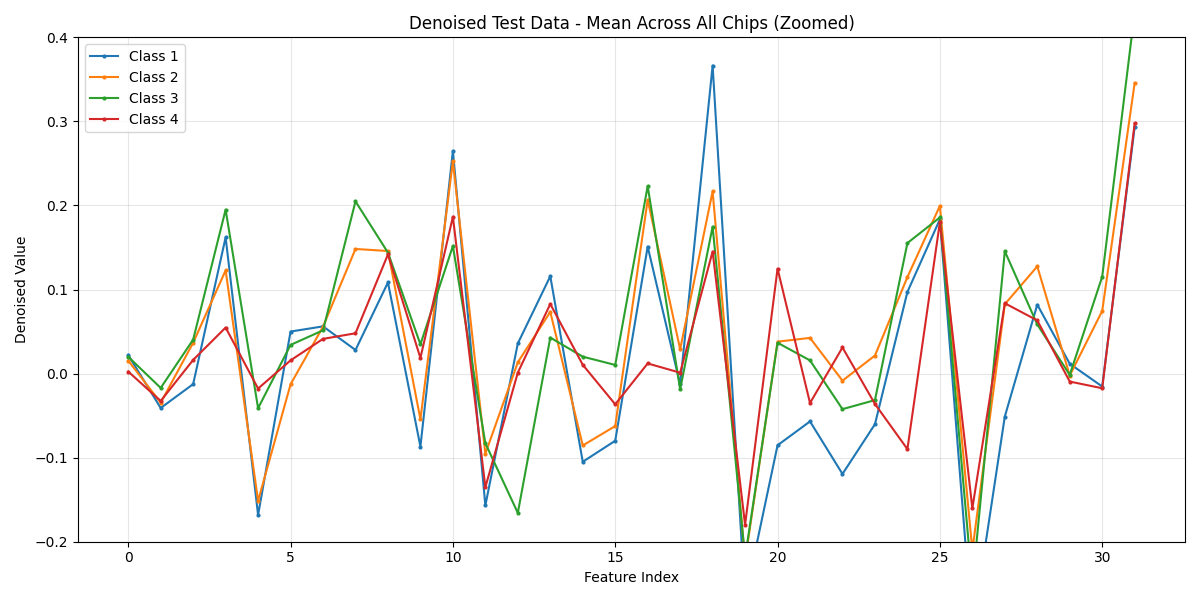 Denoised Test Data - Mean Across All Chips (Zoomed)
Class 1
Class 2
Class 3
Class 4
Denoised Value
0.4
0.3
0.2
0.1
0.0
−0.1
−0.2
0 5 10 15 20 25 30
Feature Index